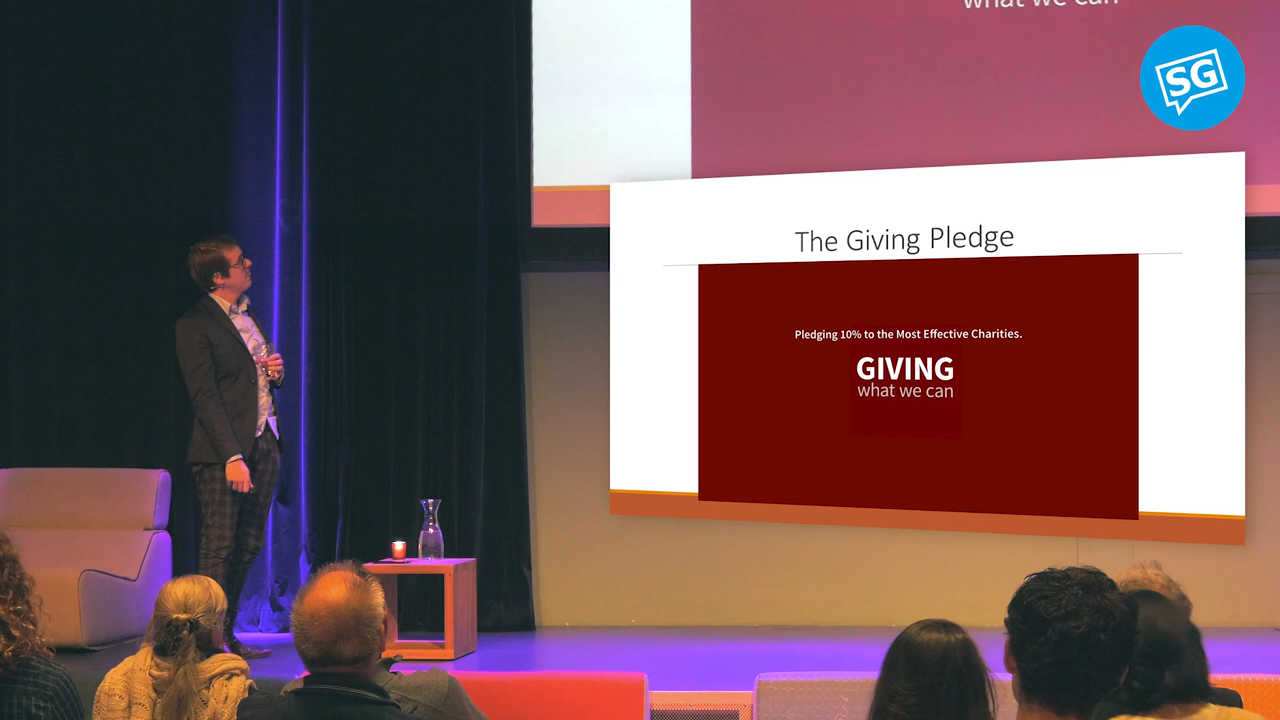 what we can
SG
The Giving Pledge
Pledging 10% to the Most Effective Charities.
GIVING
what we can